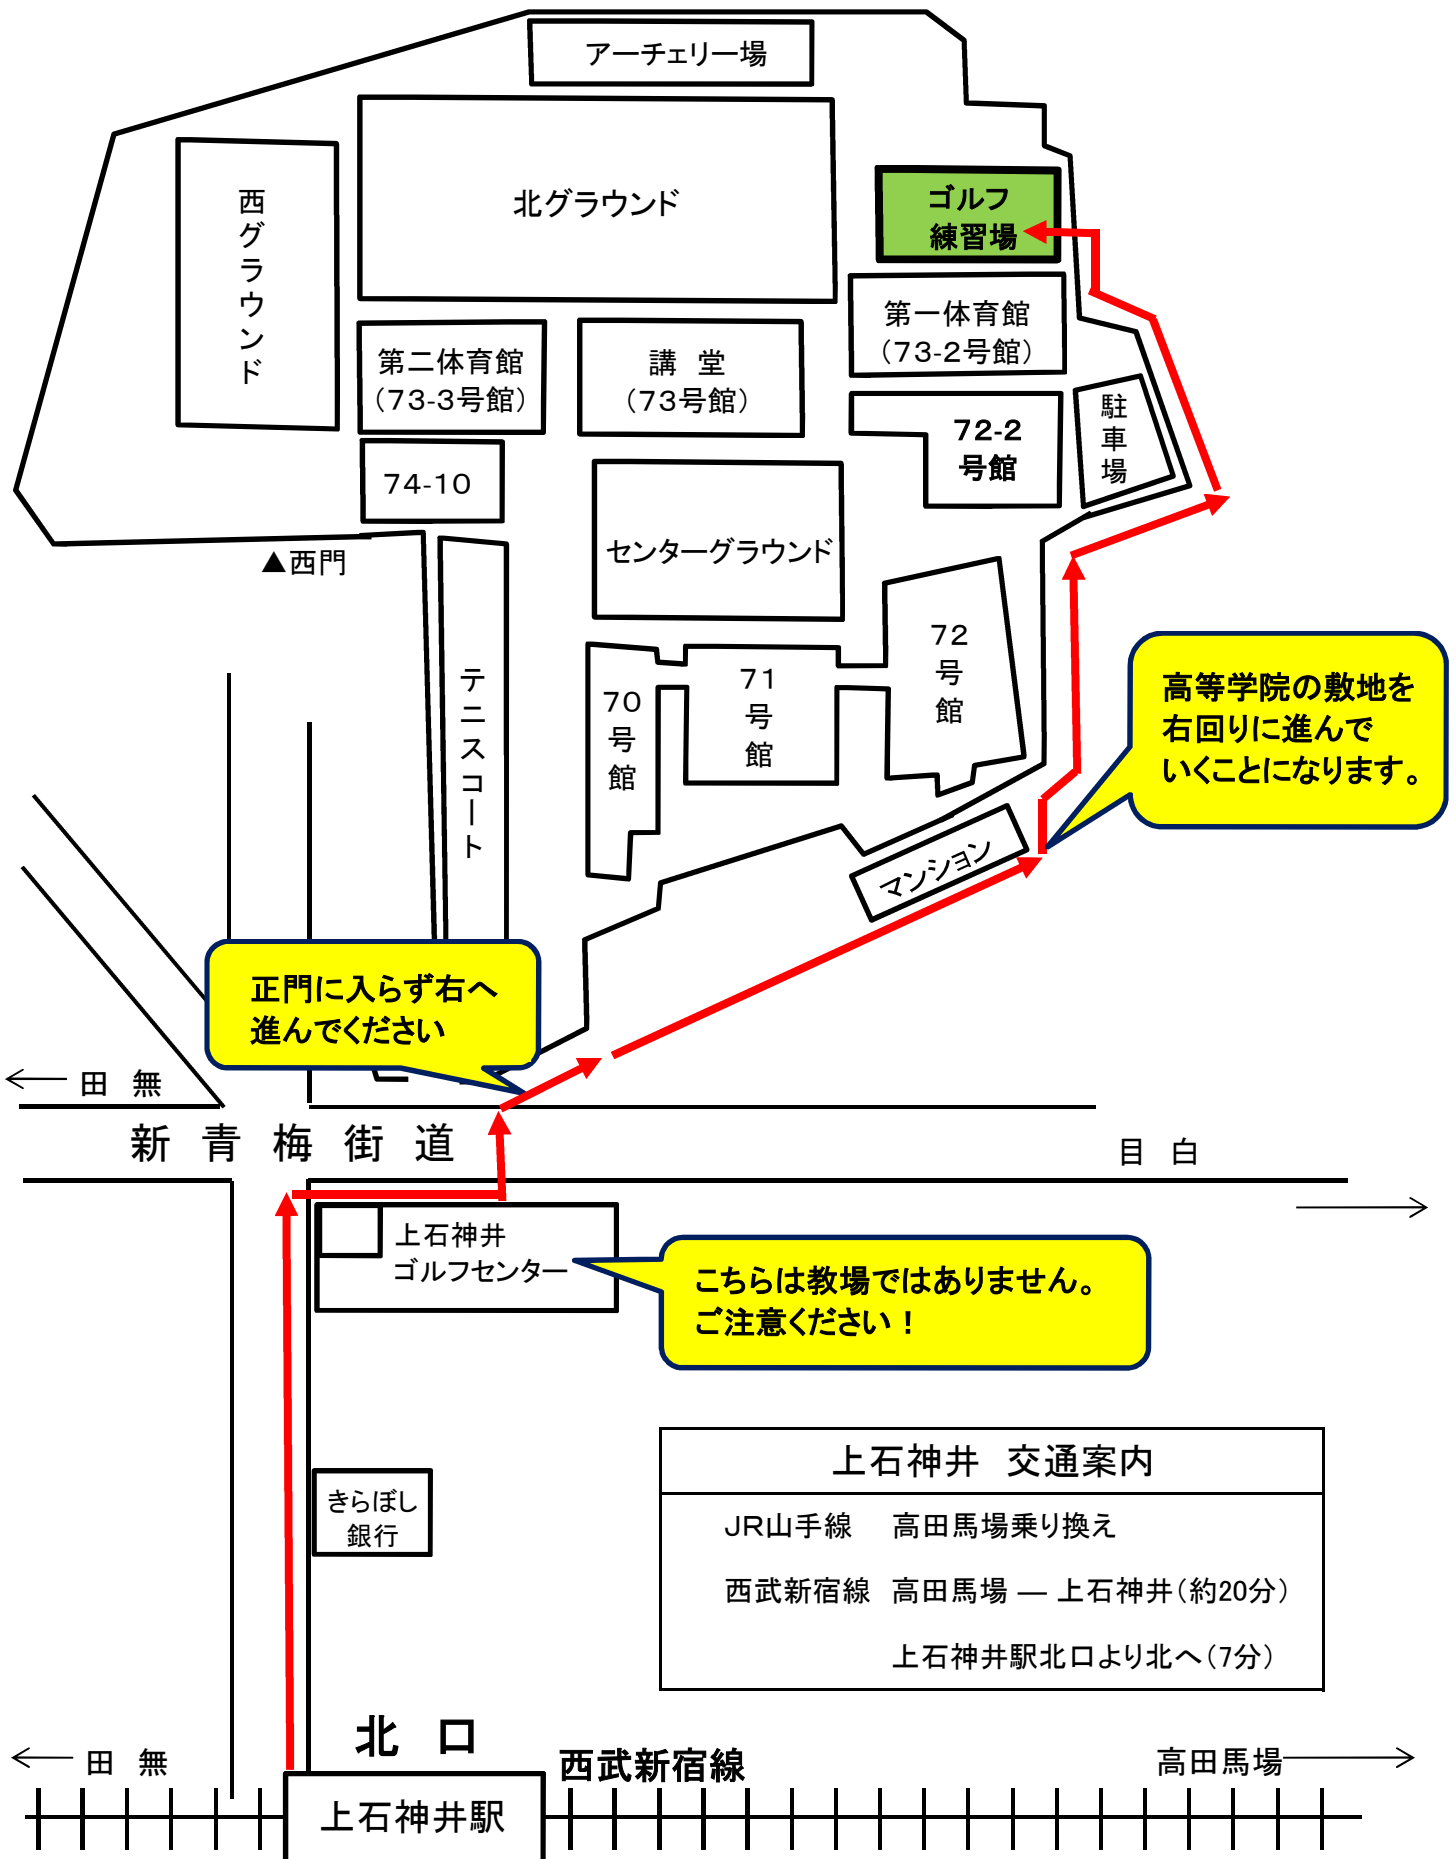 アーチェリー場
北グラウンド
西グラウンド
ゴルフ
練習場
第一体育館
(73-2号館)
第二体育館
(73-3号館)
講 堂
(73号館)
72-2
号館
駐車場
74-10
センターグラウンド
▲西門
テニスコート
70号館
71号館
72号館
高等学院の敷地を
右回りに進んで
いくことになります。
マンション
正門に入らず右へ
進んでください
← 田 無
新 青 梅 街 道
目 白
→
上石神井
ゴルフセンター
こちらは教場ではありません。
ご注意ください！
きらぼし
銀行
上石神井 交通案内
JR山手線 高田馬場乗り換え
西武新宿線 高田馬場 ― 上石神井(約20分)
上石神井駅北口より北へ(7分)
北 口
← 田 無
西武新宿線
高田馬場→
上石神井駅